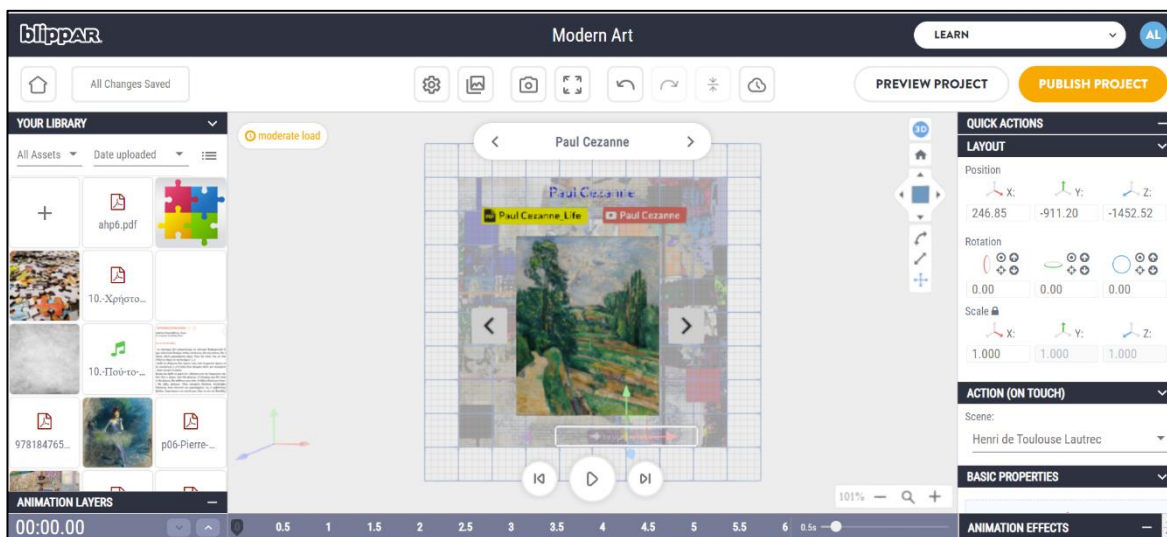 blippAR
Modern Art
LEARN
AL
All Changes Saved
PREVIEW PROJECT
PUBLISH PROJECT
YOUR LIBRARY
All Assets
Date uploaded
ahp6.pdf
10.-Χρήστο...
10.-Πού-το-...
978184765...
p06-Pierre-...
ANIMATION LAYERS
moderate load
Paul Cezanne
Paul Cezanne
Paul Cezanne_Life
Paul Cezanne
3D
101%
QUICK ACTIONS
LAYOUT
Position
X: Y: Z:
246.85 -911.20 -1452.52
Rotation
0.00 0.00 0.00
Scale
X: Y: Z:
1.000 1.000 1.000
ACTION (ON TOUCH)
Scene:
Henri de Toulouse Lautrec
BASIC PROPERTIES
ANIMATION EFFECTS
00:00.00
0.5 1 1.5 2 2.5 3 3.5 4 4.5 5 5.5 6 0.5s